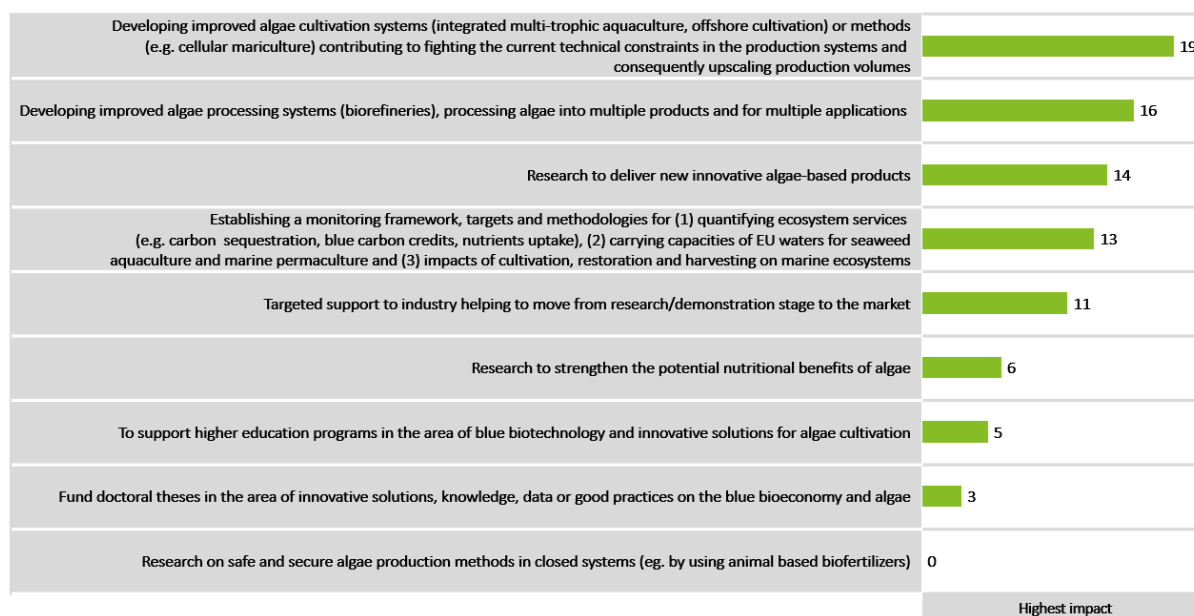 Developing improved algae cultivation systems (integrated multi-trophic aquaculture, offshore cultivation) or methods
(e.g. cellular mariculture) contributing to fighting the current technical constraints in the production systems and
consequently upscaling production volumes
19
Developing improved algae processing systems (biorefineries), processing algae into multiple products and for multiple applications
16
Research to deliver new innovative algae-based products
14
Establishing a monitoring framework, targets and methodologies for (1) quantifying ecosystem services
(e.g. carbon sequestration, blue carbon credits, nutrients uptake), (2) carrying capacities of EU waters for seaweed
aquaculture and marine permaculture and (3) impacts of cultivation, restoration and harvesting on marine ecosystems
13
Targeted support to industry helping to move from research/demonstration stage to the market
11
Research to strengthen the potential nutritional benefits of algae
6
To support higher education programs in the area of blue biotechnology and innovative solutions for algae cultivation
5
Fund doctoral theses in the area of innovative solutions, knowledge, data or good practices on the blue bioeconomy and algae
3
Research on safe and secure algae production methods in closed systems (eg. by using animal based biofertilizers)
0
Highest impact